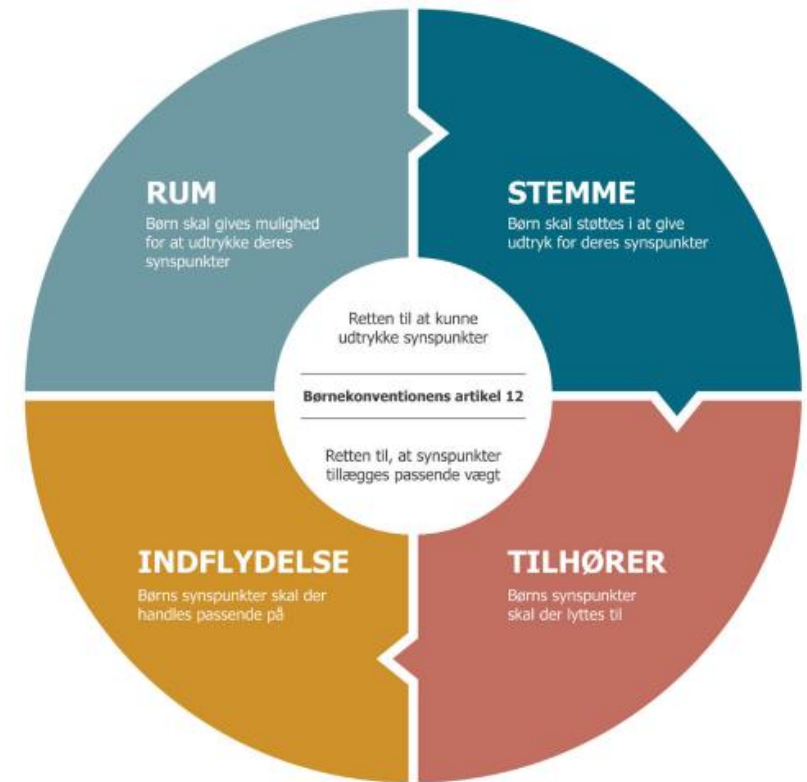 RUM
Børn skal gives mulighed
for at udtrykke deres
synspunkter
STEMME
Børn skal støttes i at give
udtryk for deres synspunkter
Retten til at kunne
udtrykke synspunkter
Børnekonventionens artikel 12
Retten til, at synspunkter
tillægges passende vægt
INDFLYDELSE
Børns synspunkter skal der
handles passende på
TILHØRER
Børns synspunkter
skal der lyttes til